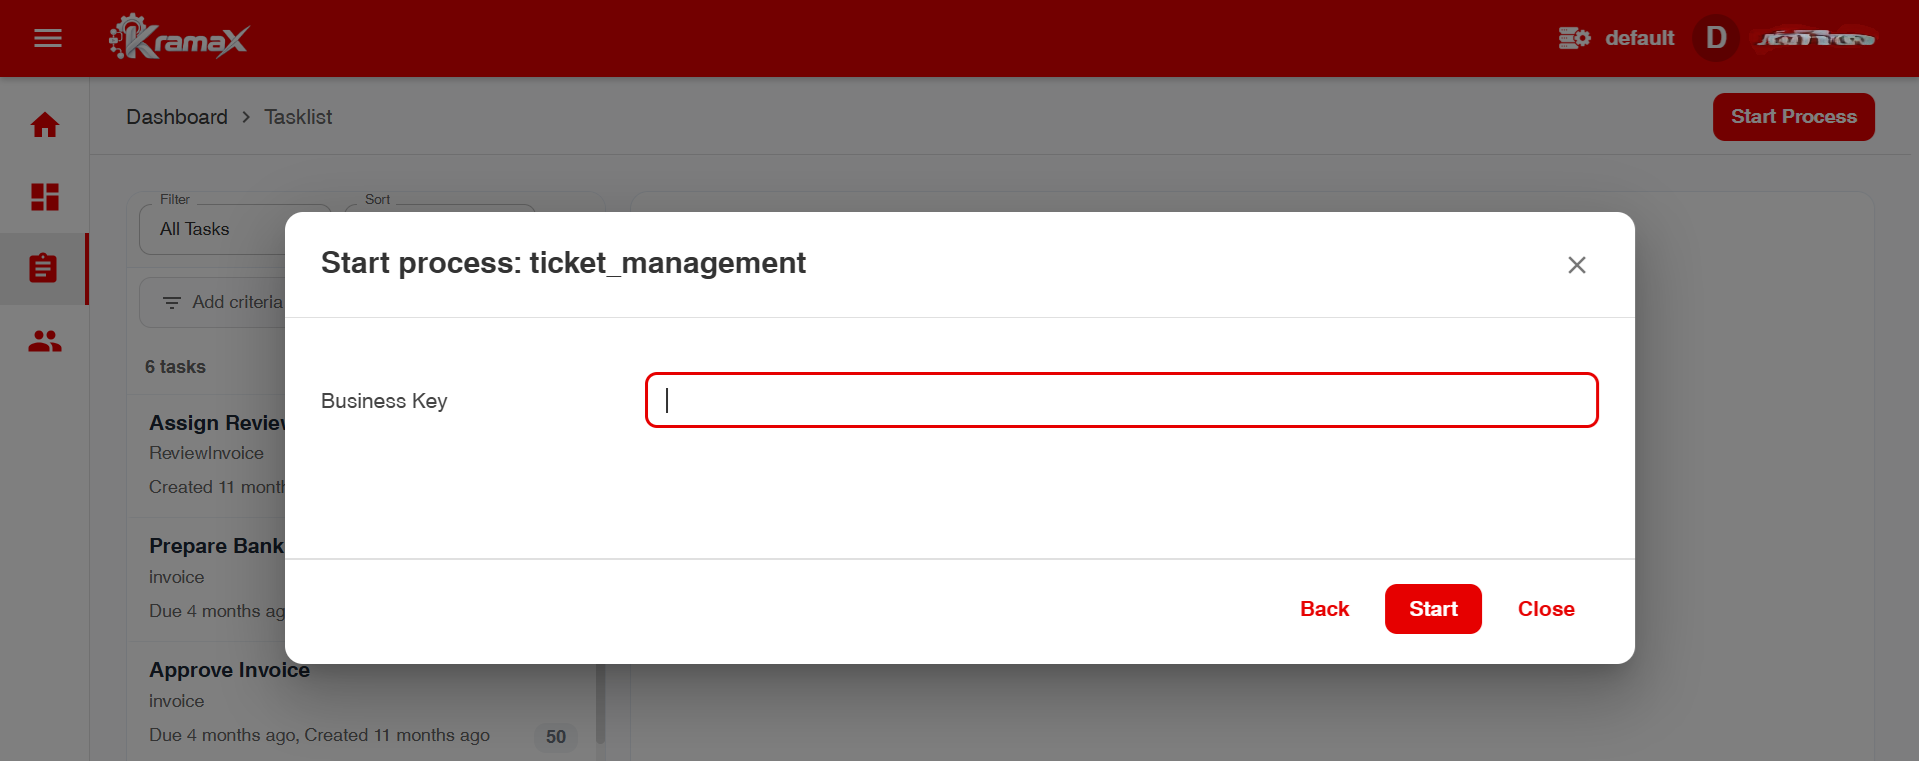 KramaX
default
D
Dashboard > Tasklist
Start Process
Filter
Sort
All Tasks
Add criteria
6 tasks
Assign Review
ReviewInvoice
Created 11 month
Prepare Bank
invoice
Due 4 months ag
Approve Invoice
invoice
Due 4 months ago, Created 11 months ago
50
Start process: ticket_management
Business Key
Back
Start
Close